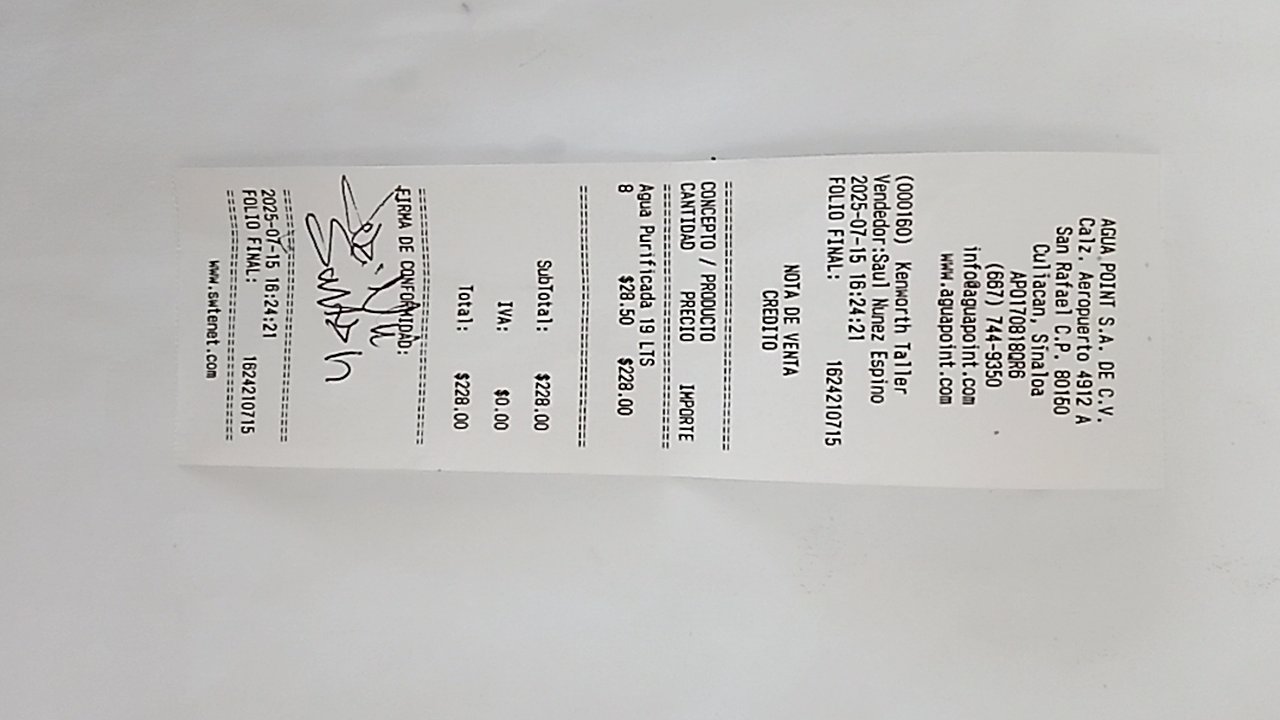 AGUA POINT S.A. DE C.V.
Calz. Aeropuerto 4912 A
San Rafael C.P. 80160
Culiacan, Sinaloa
APO170818QR6
(667) 744-9350
info@aguapoint.com
www.aguapoint.com
(000160) Kenworth Taller
Vendedor:Saul Nunez Espino
2025-07-15 16:24:21
FOLIO FINAL: 1624210715
NOTA DE VENTA
CREDITO
CONCEPTO / PRODUCTO
CANTIDAD PRECIO IMPORTE
Agua Purificada 19 LTS
8 $28.50 $228.00
SubTotal: $228.00
IVA: $0.00
Total: $228.00
FIRMA DE CONFORMIDAD:
2025-07-15 16:24:21
FOLIO FINAL: 1624210715
www.swtenet.com